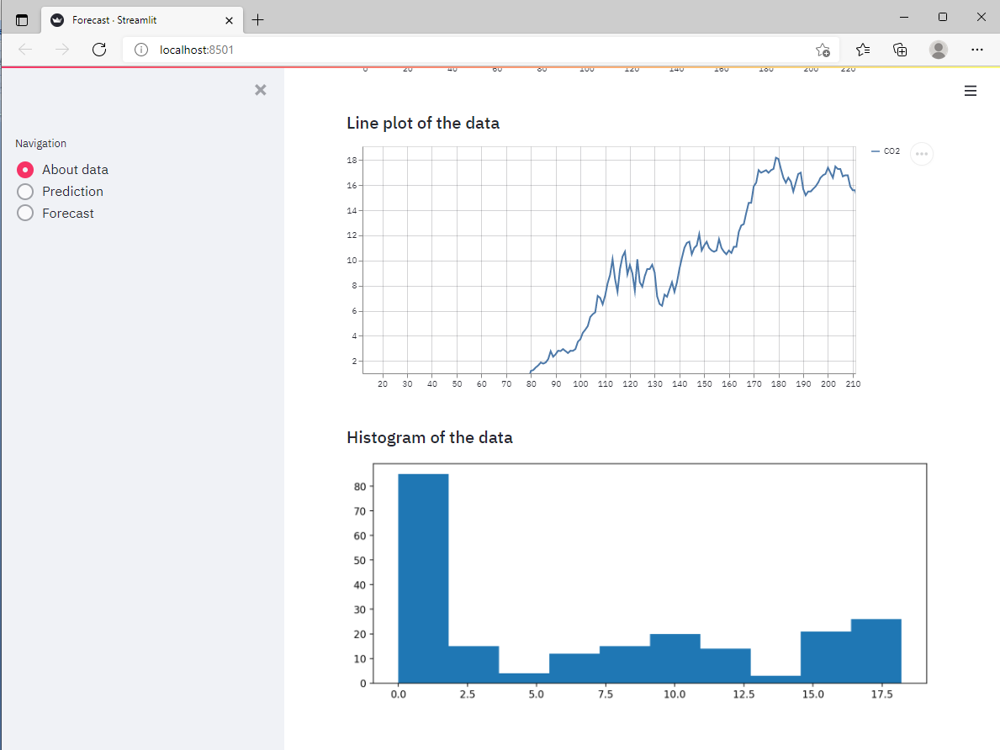 Forecast · Streamlit
localhost:8501
0 20 40 60 80 100 120 140 160 180 200 220
Navigation
About data
Prediction
Forecast
Line plot of the data
CO2
18
16
14
12
10
8
6
4
2
20 30 40 50 60 70 80 90 100 110 120 130 140 150 160 170 180 190 200 210
Histogram of the data
80
70
60
50
40
30
20
10
0
0.0 2.5 5.0 7.5 10.0 12.5 15.0 17.5